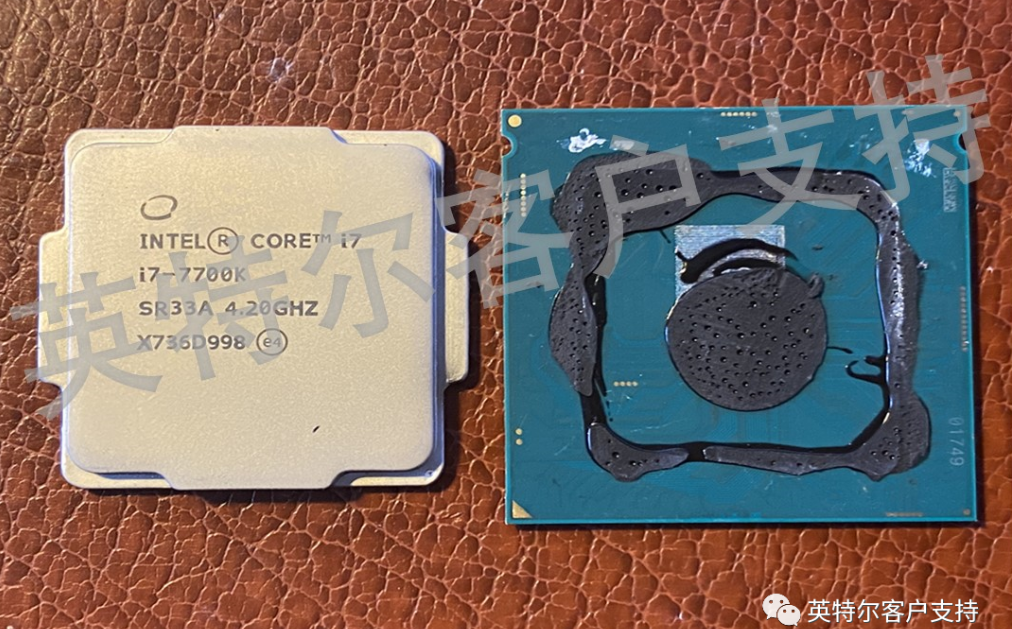 INTEL® CORE™ i7
i7-7700K
SR33A 4.20GHZ
X736D998 e4
01749
英特尔客户支持
英特尔客户支持